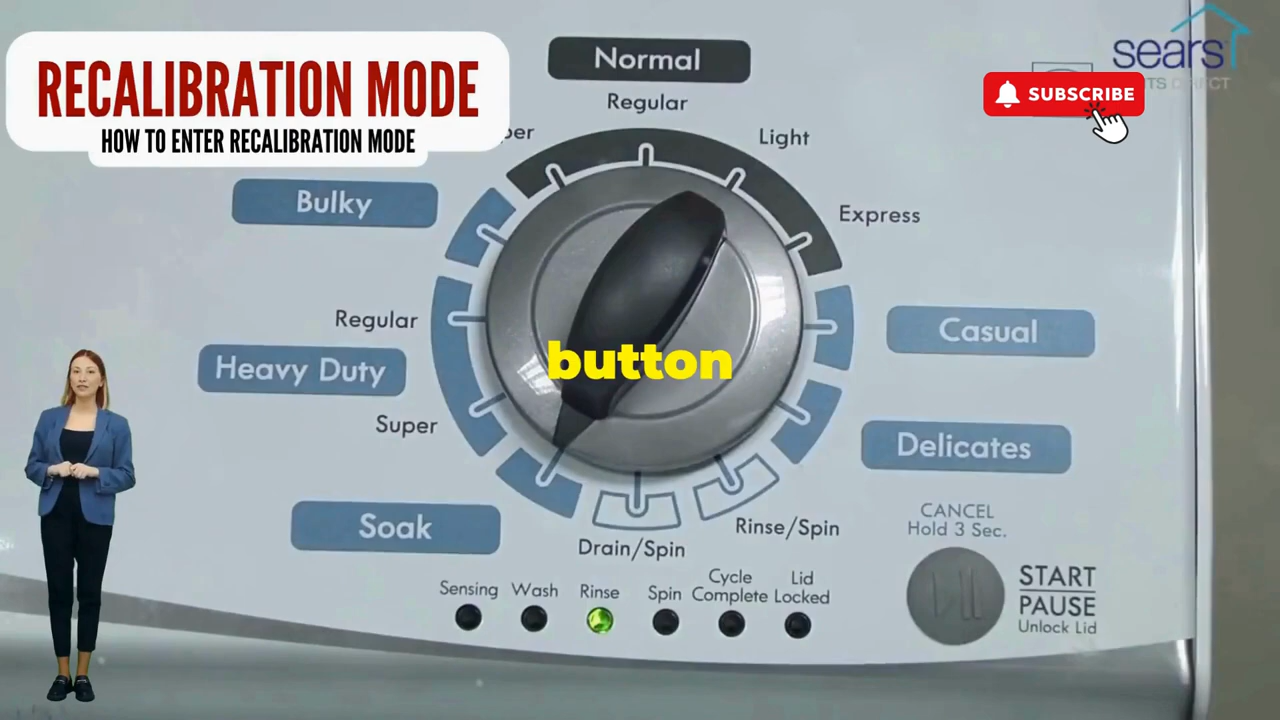 RECALIBRATION MODE
HOW TO ENTER RECALIBRATION MODE
Normal
sears
SUBSCRIBE
Regular
Light
Bulky
Express
Regular
Casual
Heavy Duty
button
Super
Delicates
Soak
Rinse/Spin
Drain/Spin
CANCEL
Hold 3 Sec.
Sensing
Wash
Rinse
Spin
Cycle
Complete
Lid
Locked
START
PAUSE
Unlock Lid